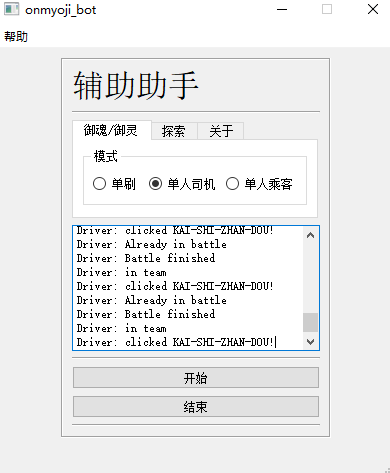 onmyoji_bot
帮助
辅助助手
御魂/御灵 探索 关于
模式
单刷 单人司机 单人乘客
Driver: clicked KAI-SHI-ZHAN-DOU!
Driver: Already in battle
Driver: Battle finished
Driver: in team
Driver: clicked KAI-SHI-ZHAN-DOU!
Driver: Already in battle
Driver: Battle finished
Driver: in team
Driver: clicked KAI-SHI-ZHAN-DOU!
开始
结束